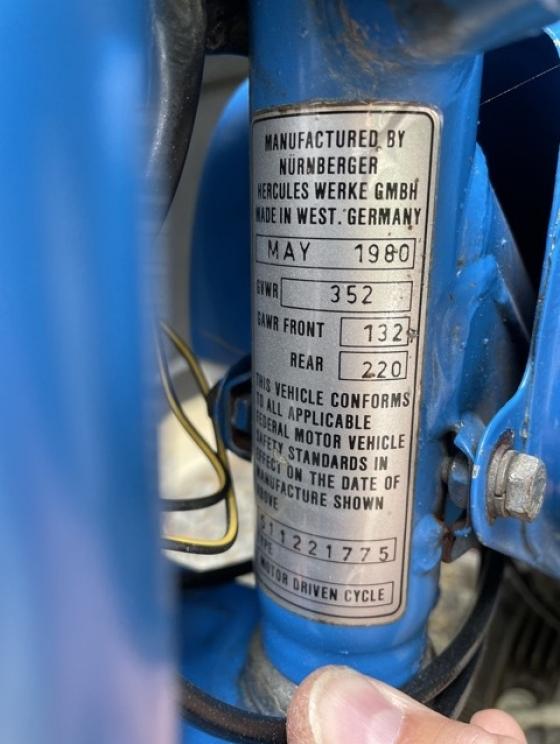 MANUFACTURED BY
NÜRNBERGER
HERCULES WERKE GMBH
MADE IN WEST. GERMANY
MAY 1980
GVWR 352
GAWR FRONT 132
REAR 220
THIS VEHICLE CONFORMS
TO ALL APPLICABLE
FEDERAL MOTOR VEHICLE
SAFETY STANDARDS IN
EFFECT ON THE DATE OF
MANUFACTURE SHOWN
ABOVE
511221775
TYPE
MOTOR DRIVEN CYCLE